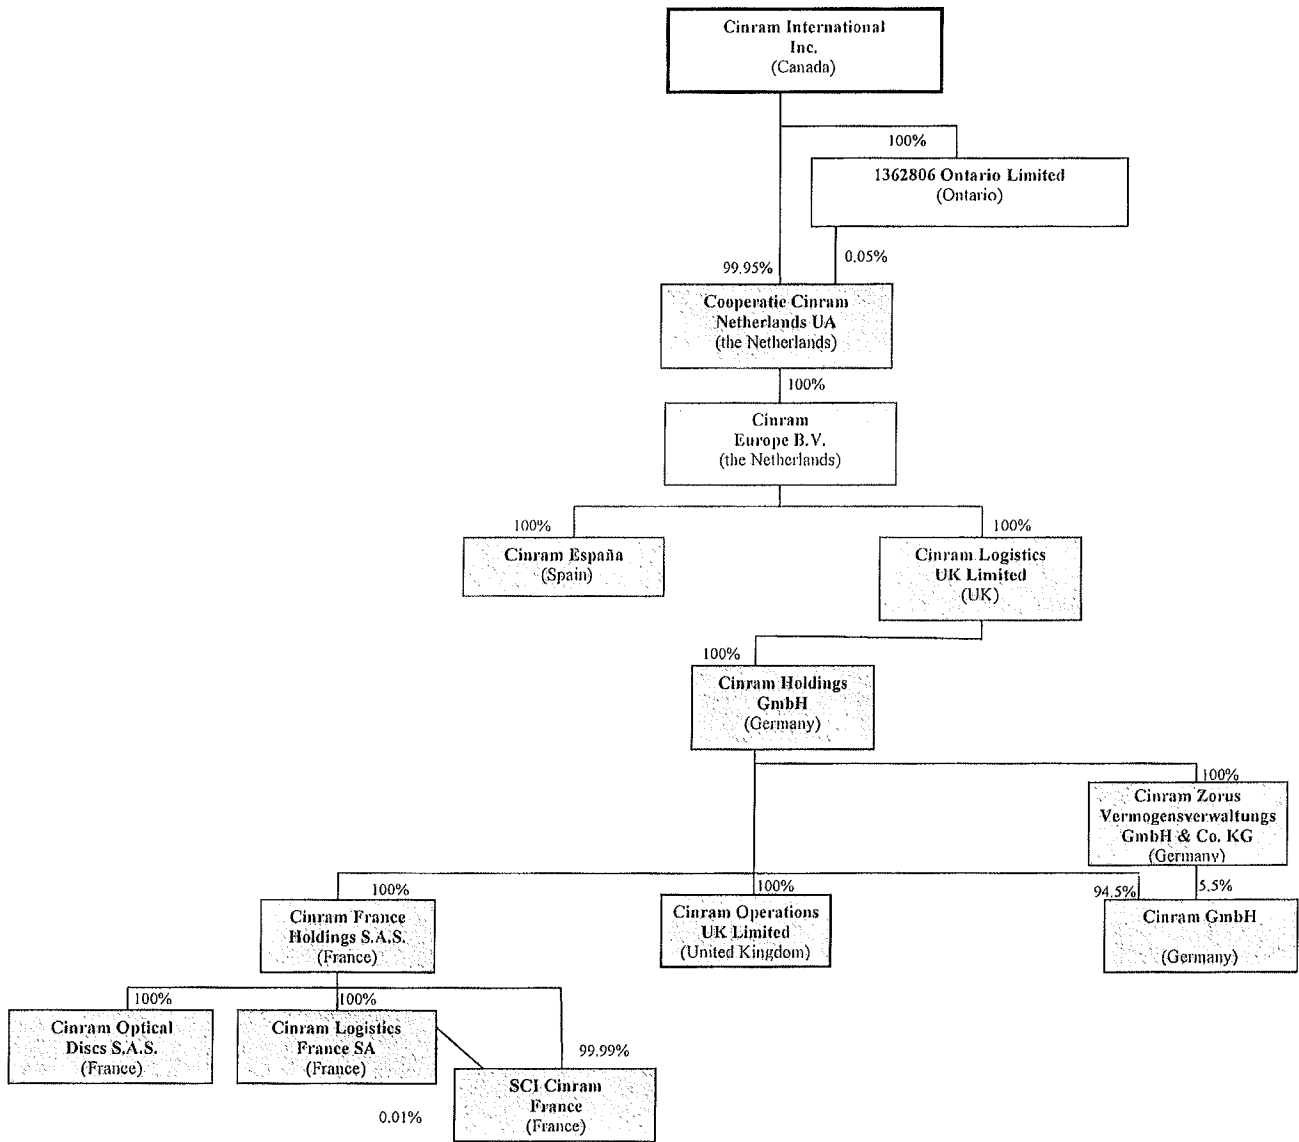 Cinram International
Inc.
(Canada)
100%
1362806 Ontario Limited
(Ontario)
99.95%
0.05%
Cooperatie Cinram
Netherlands UA
(the Netherlands)
100%
Cinram
Europe B.V.
(the Netherlands)
100%
100%
Cinram España
(Spain)
Cinram Logistics
UK Limited
(UK)
100%
Cinram Holdings
GmbH
(Germany)
100%
Cinram Zorus
Vermogensverwaltungs
GmbH & Co. KG
(Germany)
100%
100%
94.5%
5.5%
Cinram France
Holdings S.A.S.
(France)
Cinram Operations
UK Limited
(United Kingdom)
Cinram GmbH
(Germany)
100%
100%
Cinram Optical
Discs S.A.S.
(France)
Cinram Logistics
France SA
(France)
99.99%
SCI Cinram
France
(France)
0.01%